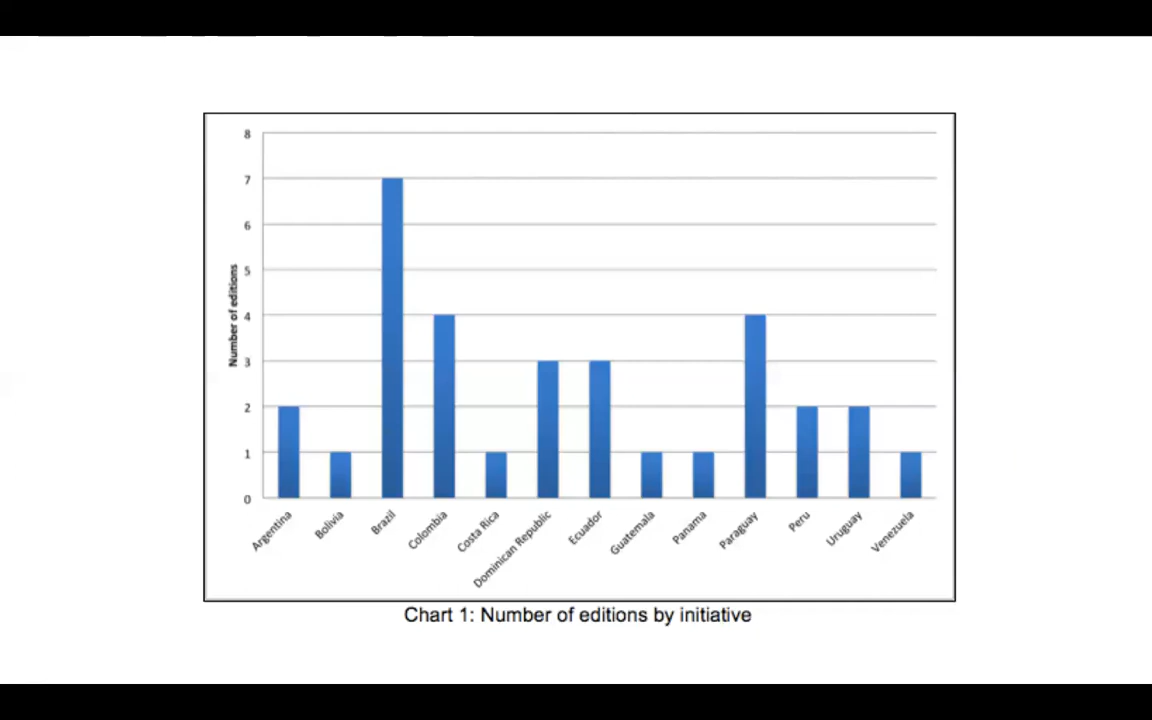 8
7
6
5
4
3
2
1
0
Number of editions
Argentina
Bolivia
Brazil
Colombia
Costa Rica
Dominican Republic
Ecuador
Guatemala
Panama
Paraguay
Peru
Uruguay
Venezuela
Chart 1: Number of editions by initiative